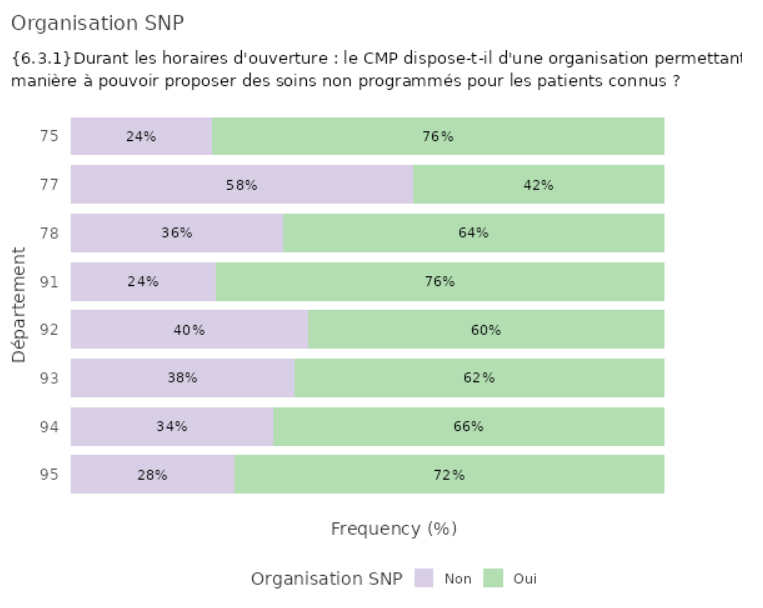 Organisation SNP
{6.3.1}Durant les horaires d'ouverture : le CMP dispose-t-il d'une organisation permettant
manière à pouvoir proposer des soins non programmés pour les patients connus ?
75 24% 76%
77 58% 42%
78 36% 64%
91 24% 76%
92 40% 60%
93 38% 62%
94 34% 66%
95 28% 72%
Département
Frequency (%)
Organisation SNP Non Oui